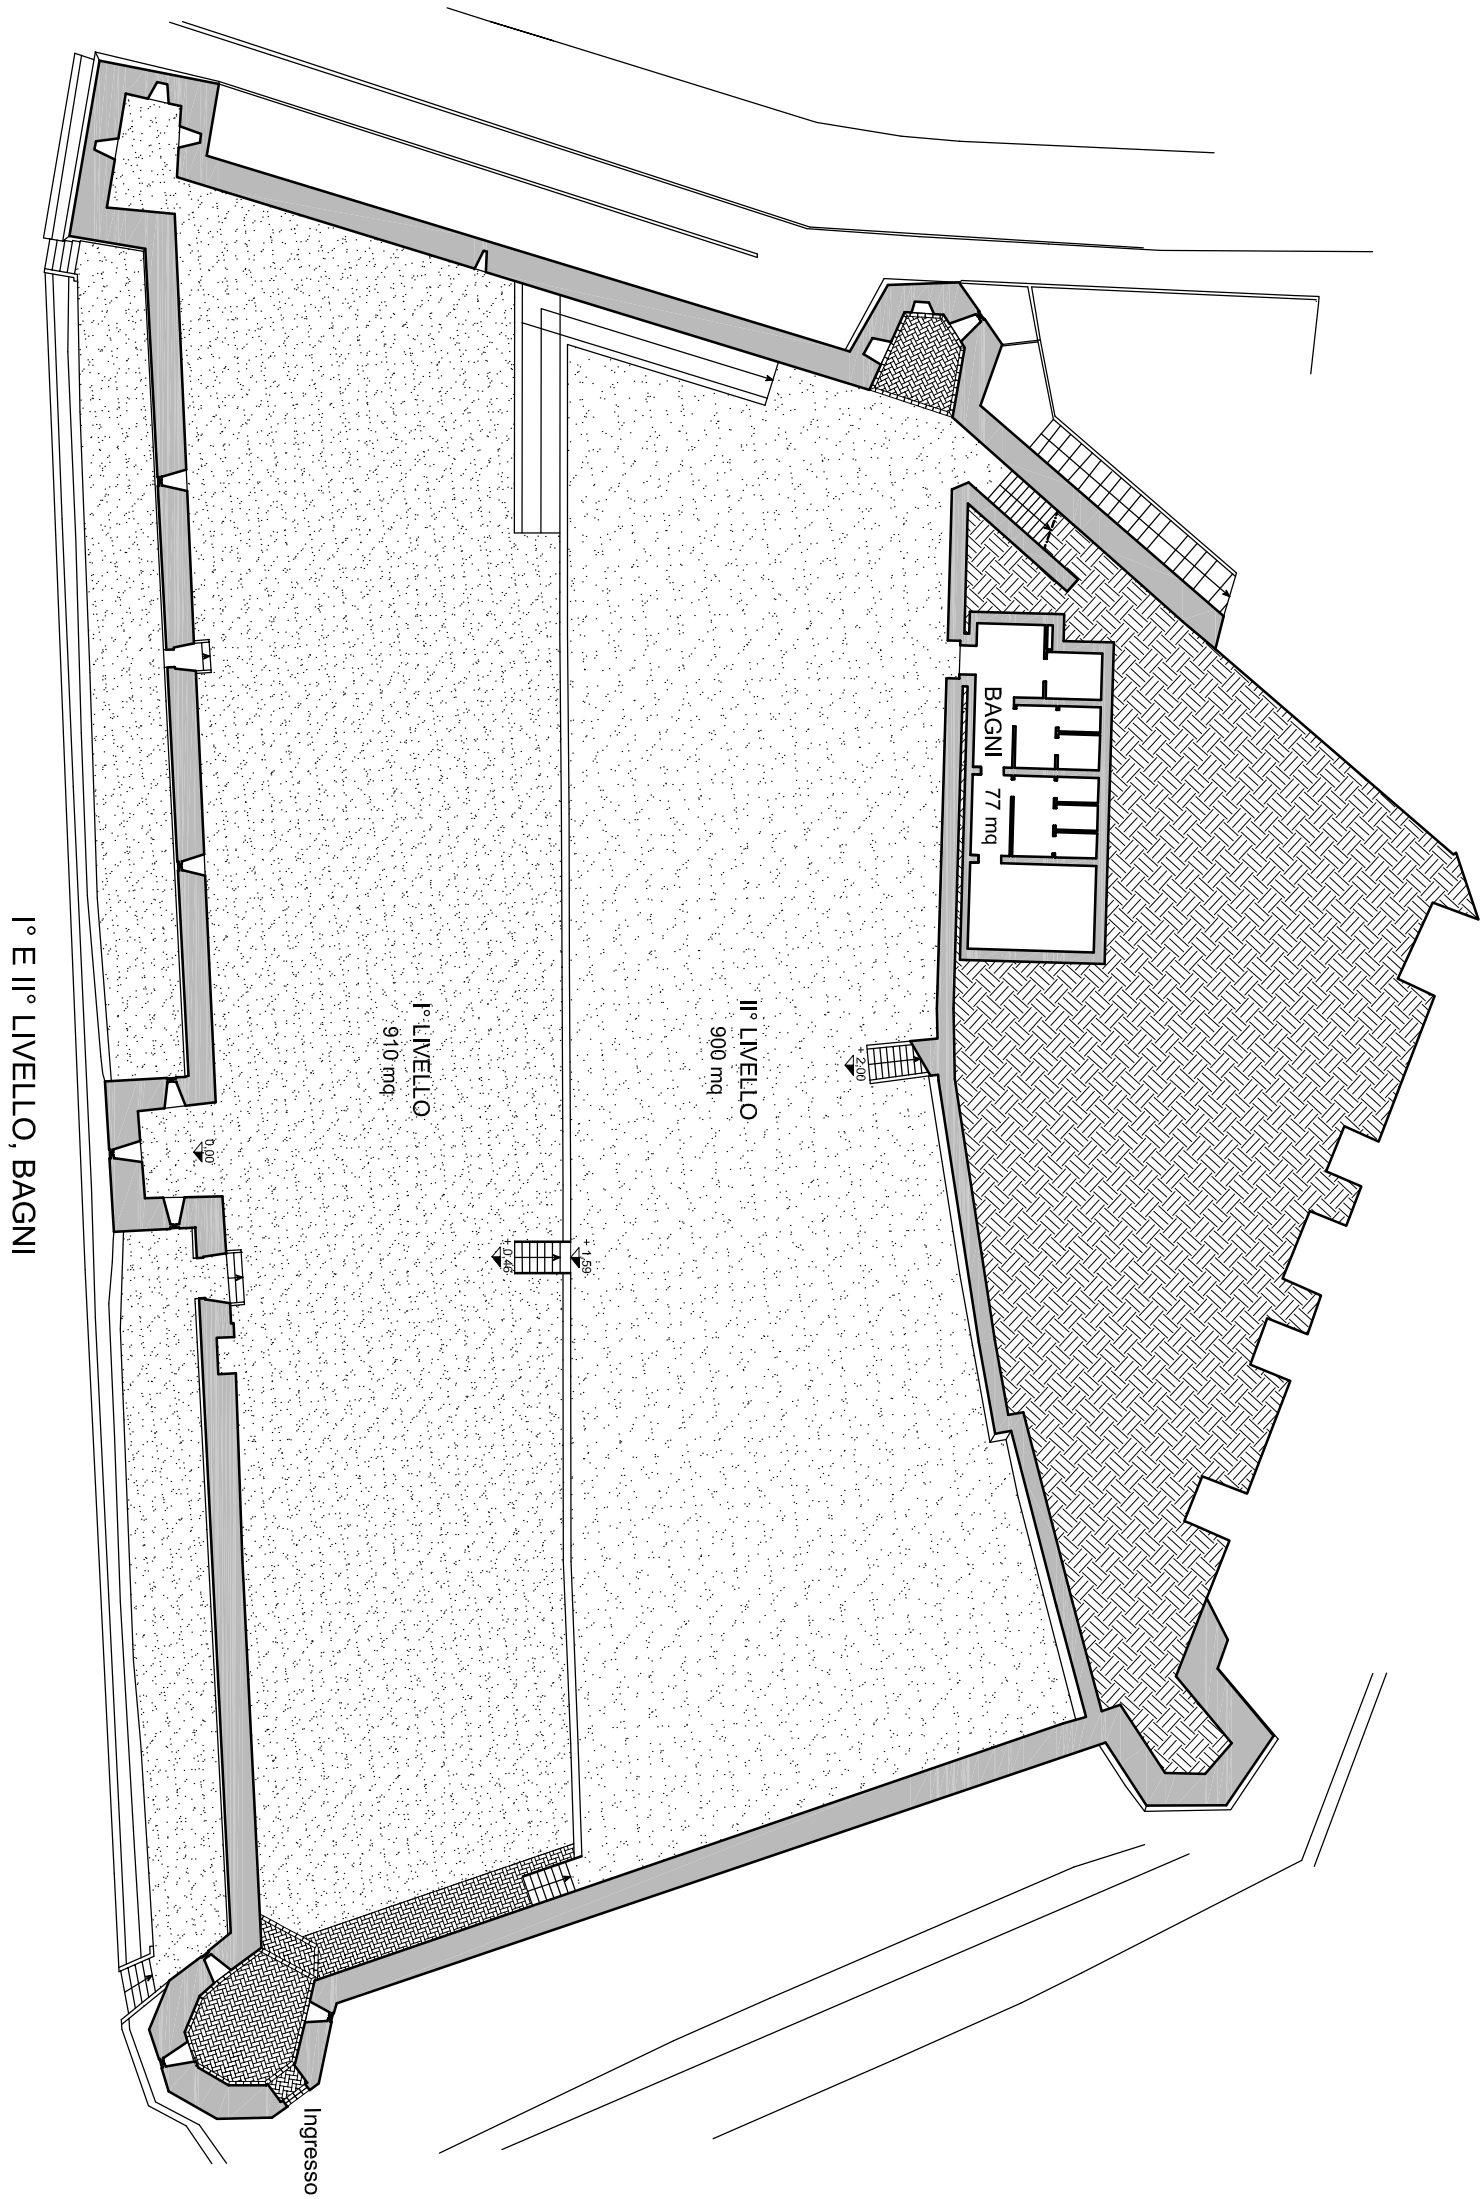 I° E II° LIVELLO, BAGNI
I° LIVELLO
910 mq
II° LIVELLO
900 mq
BAGNI
77 mq
+ 2.00
0.00
+ 0.46
+ 1.59
Ingresso